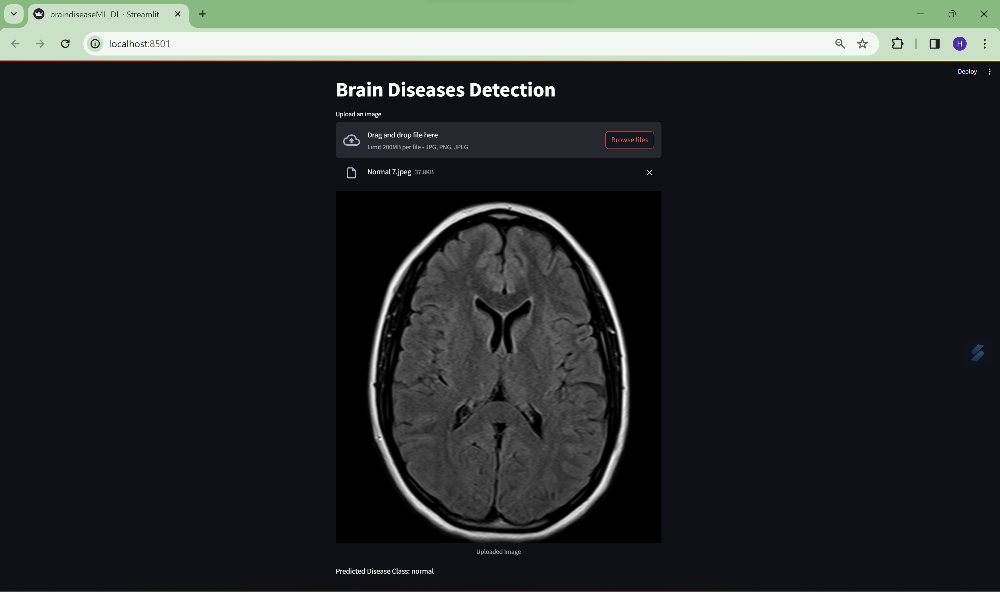 braindiseaseML_DL · Streamlit
localhost:8501
H
Deploy
Brain Diseases Detection
Upload an image
Drag and drop file here
Limit 200MB per file • JPG, PNG, JPEG
Browse files
Normal 7.jpeg 37.8KB
Uploaded Image
Predicted Disease Class: normal